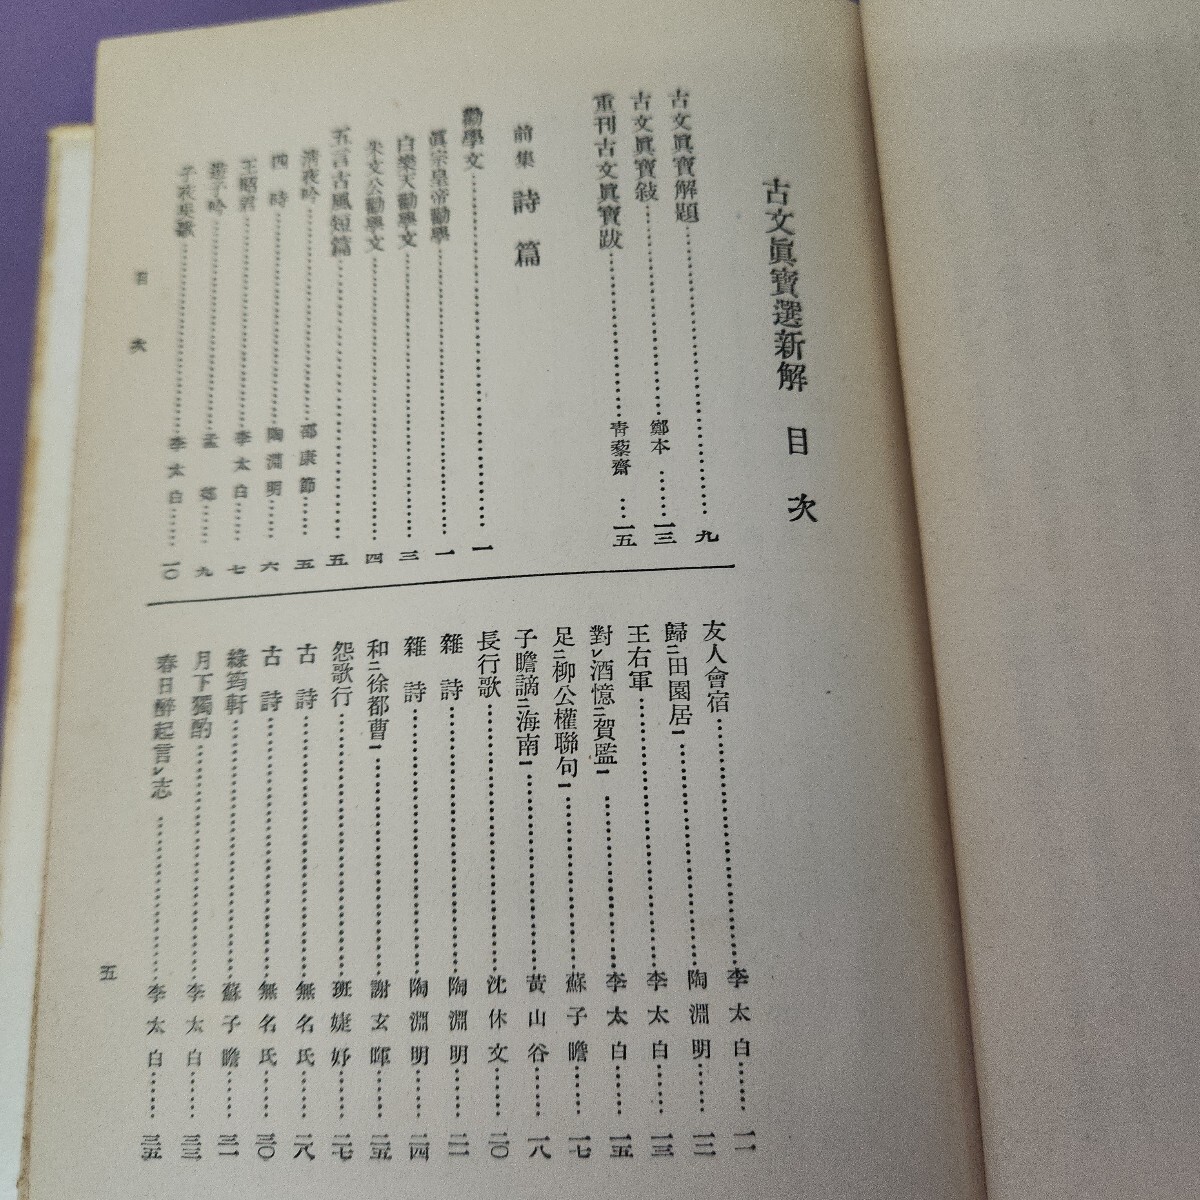 古文眞寶選新解　目次
古文眞寶解題……九
古文眞寶敍……鄭本……一三
重刊古文眞寶跋……青藜齋……一五
前集　詩篇
勸學文……一
眞宗皇帝勸學……一
白樂天勸學文……三
朱文公勸學文……四
五言古風短篇……五
淸夜吟……邵康節……五
四時……陶淵明……六
王昭君……李太白……七
遊子吟……孟郊……九
子夜吳歌……李太白……一〇
友人會宿……李太白……一一
歸二田園居一……陶淵明……一二
王右軍……李太白……一三
對レ酒憶二賀監一……李太白……一五
足二柳公權聯句一……蘇子瞻……一七
子瞻謫二海南一……黃山谷……一八
長行歌……沈休文……二〇
雜詩……陶淵明……二二
雜詩……陶淵明……二四
和二徐都曹一……謝玄暉……二五
怨歌行……班婕妤……二七
古詩……無名氏……二八
古詩……無名氏……三〇
綠筠軒……蘇子瞻……三一
月下獨酌……李太白……三三
春日醉起言レ志……李太白……三五
目次
五